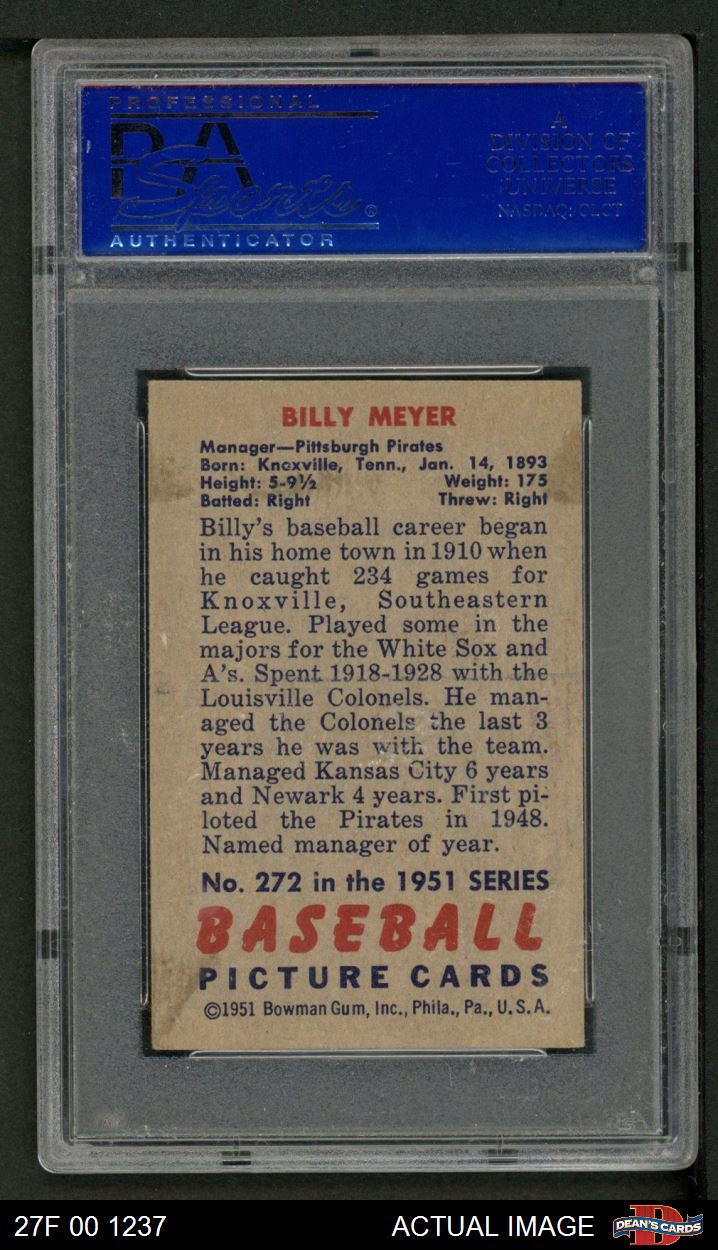 PROFESSIONAL
PSA
Sports®
AUTHENTICATOR
A
DIVISION OF
COLLECTORS
UNIVERSE
NASDAQ: CLCT
BILLY MEYER
Manager—Pittsburgh Pirates
Born: Knoxville, Tenn., Jan. 14, 1893
Height: 5-9½ Weight: 175
Batted: Right Threw: Right
Billy's baseball career began
in his home town in 1910 when
he caught 234 games for
Knoxville, Southeastern
League. Played some in the
majors for the White Sox and
A's. Spent 1918-1928 with the
Louisville Colonels. He man-
aged the Colonels the last 3
years he was with the team.
Managed Kansas City 6 years
and Newark 4 years. First pi-
loted the Pirates in 1948.
Named manager of year.
No. 272 in the 1951 SERIES
BASEBALL
PICTURE CARDS
©1951 Bowman Gum, Inc., Phila., Pa., U.S.A.
27F 00 1237 ACTUAL IMAGE D DEAN'S CARDS